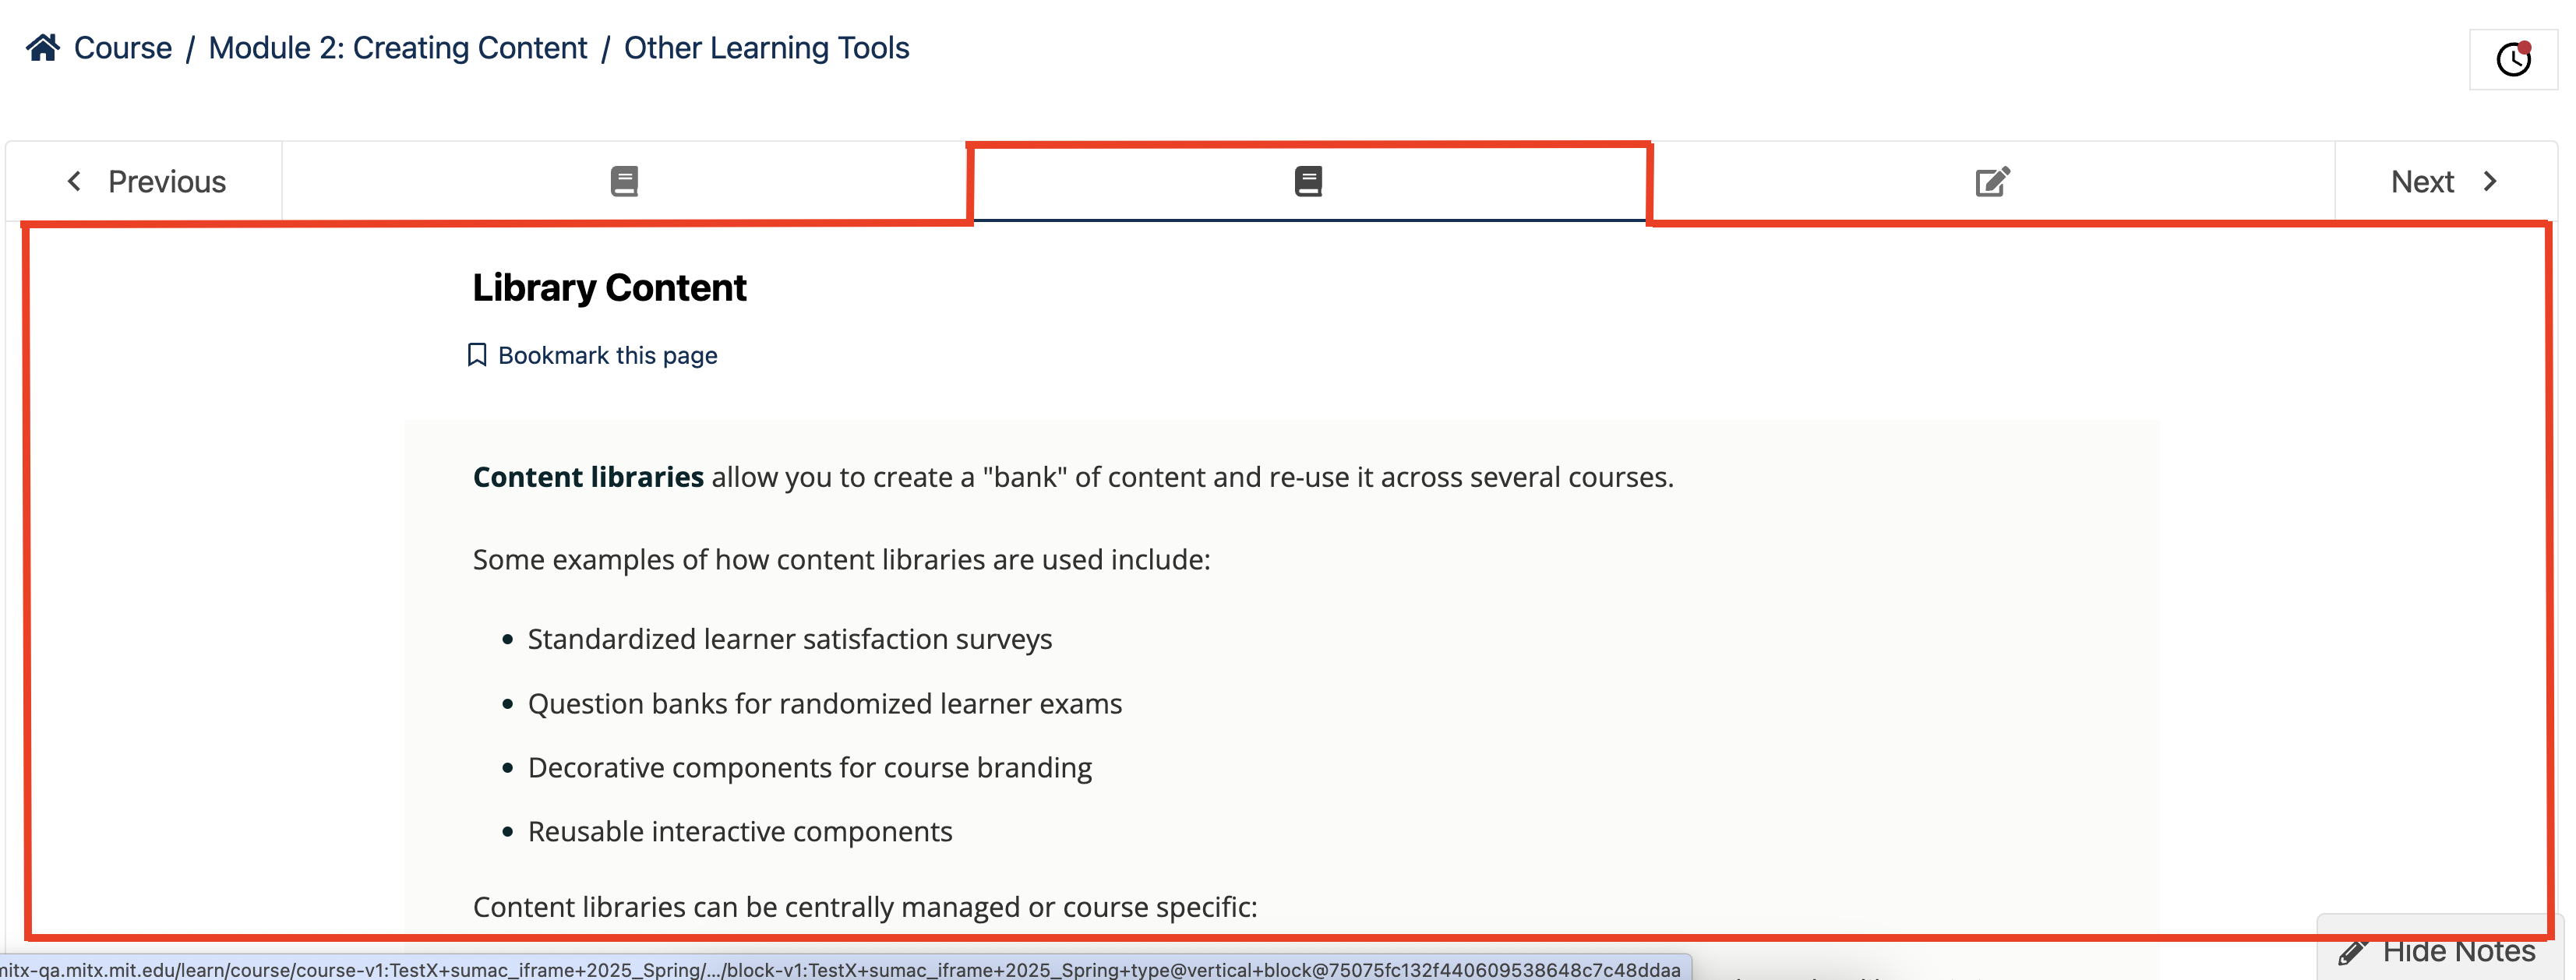 Course / Module 2: Creating Content / Other Learning Tools
Previous
Next
Library Content
Bookmark this page
Content libraries allow you to create a "bank" of content and re-use it across several courses.
Some examples of how content libraries are used include:
Standardized learner satisfaction surveys
Question banks for randomized learner exams
Decorative components for course branding
Reusable interactive components
Content libraries can be centrally managed or course specific:
Hide Notes
mitx-qa.mitx.mit.edu/learn/course/course-v1:TestX+sumac_iframe+2025_Spring/.../block-v1:TestX+sumac_iframe+2025_Spring+type@vertical+block@75075fc132f440609538648c7c48ddaa